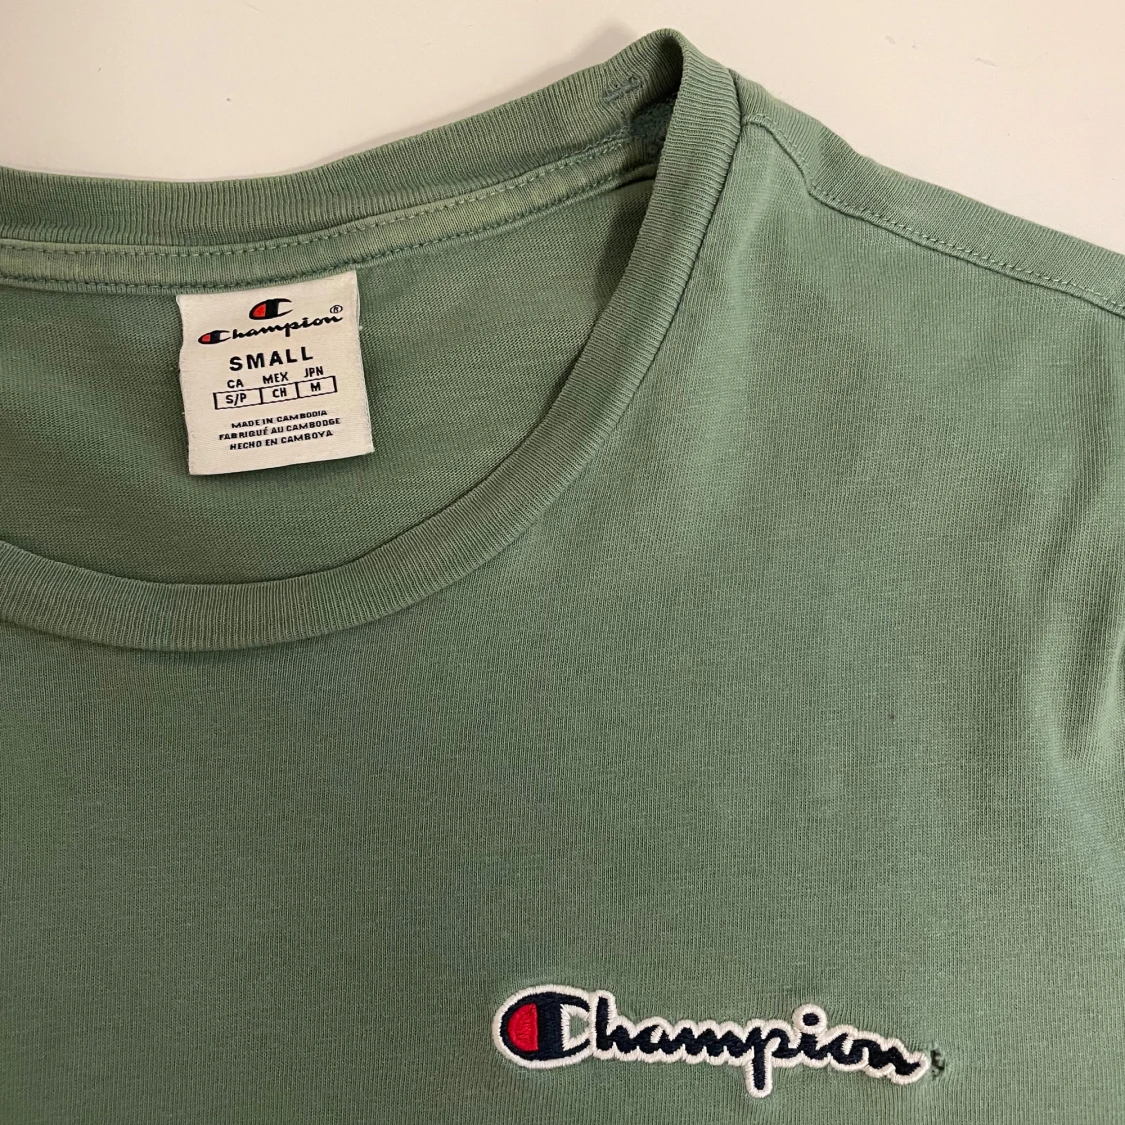 Champion®
SMALL
CA MEX JPN
S/P CH M
MADE IN CAMBODIA
FABRIQUÉ AU CAMBODGE
HECHO EN CAMBOYA
Champion